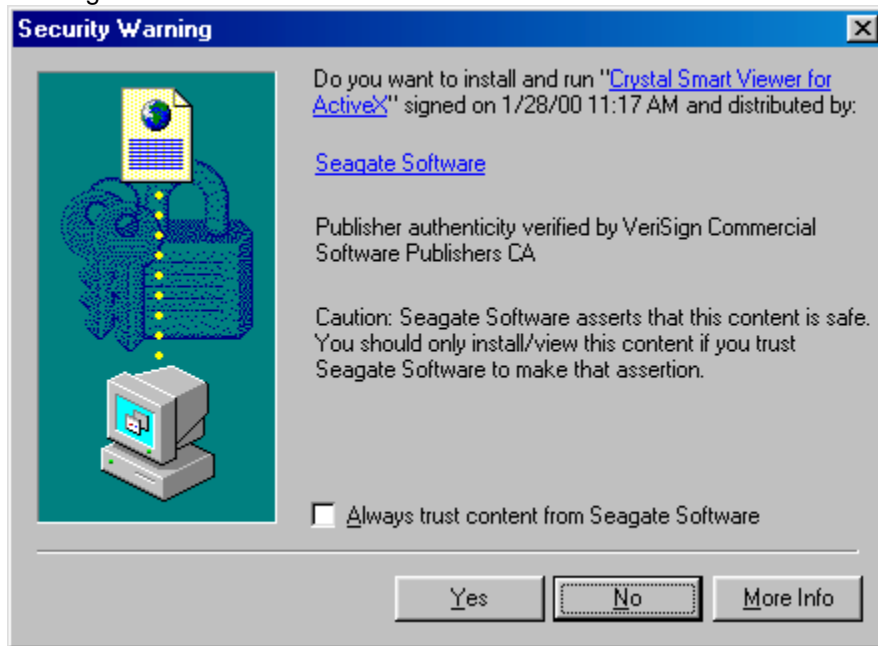 Security Warning
Do you want to install and run "Crystal Smart Viewer for
ActiveX" signed on 1/28/00 11:17 AM and distributed by:
Seagate Software
Publisher authenticity verified by VeriSign Commercial
Software Publishers CA
Caution: Seagate Software asserts that this content is safe.
You should only install/view this content if you trust
Seagate Software to make that assertion.
Always trust content from Seagate Software
Yes No More Info